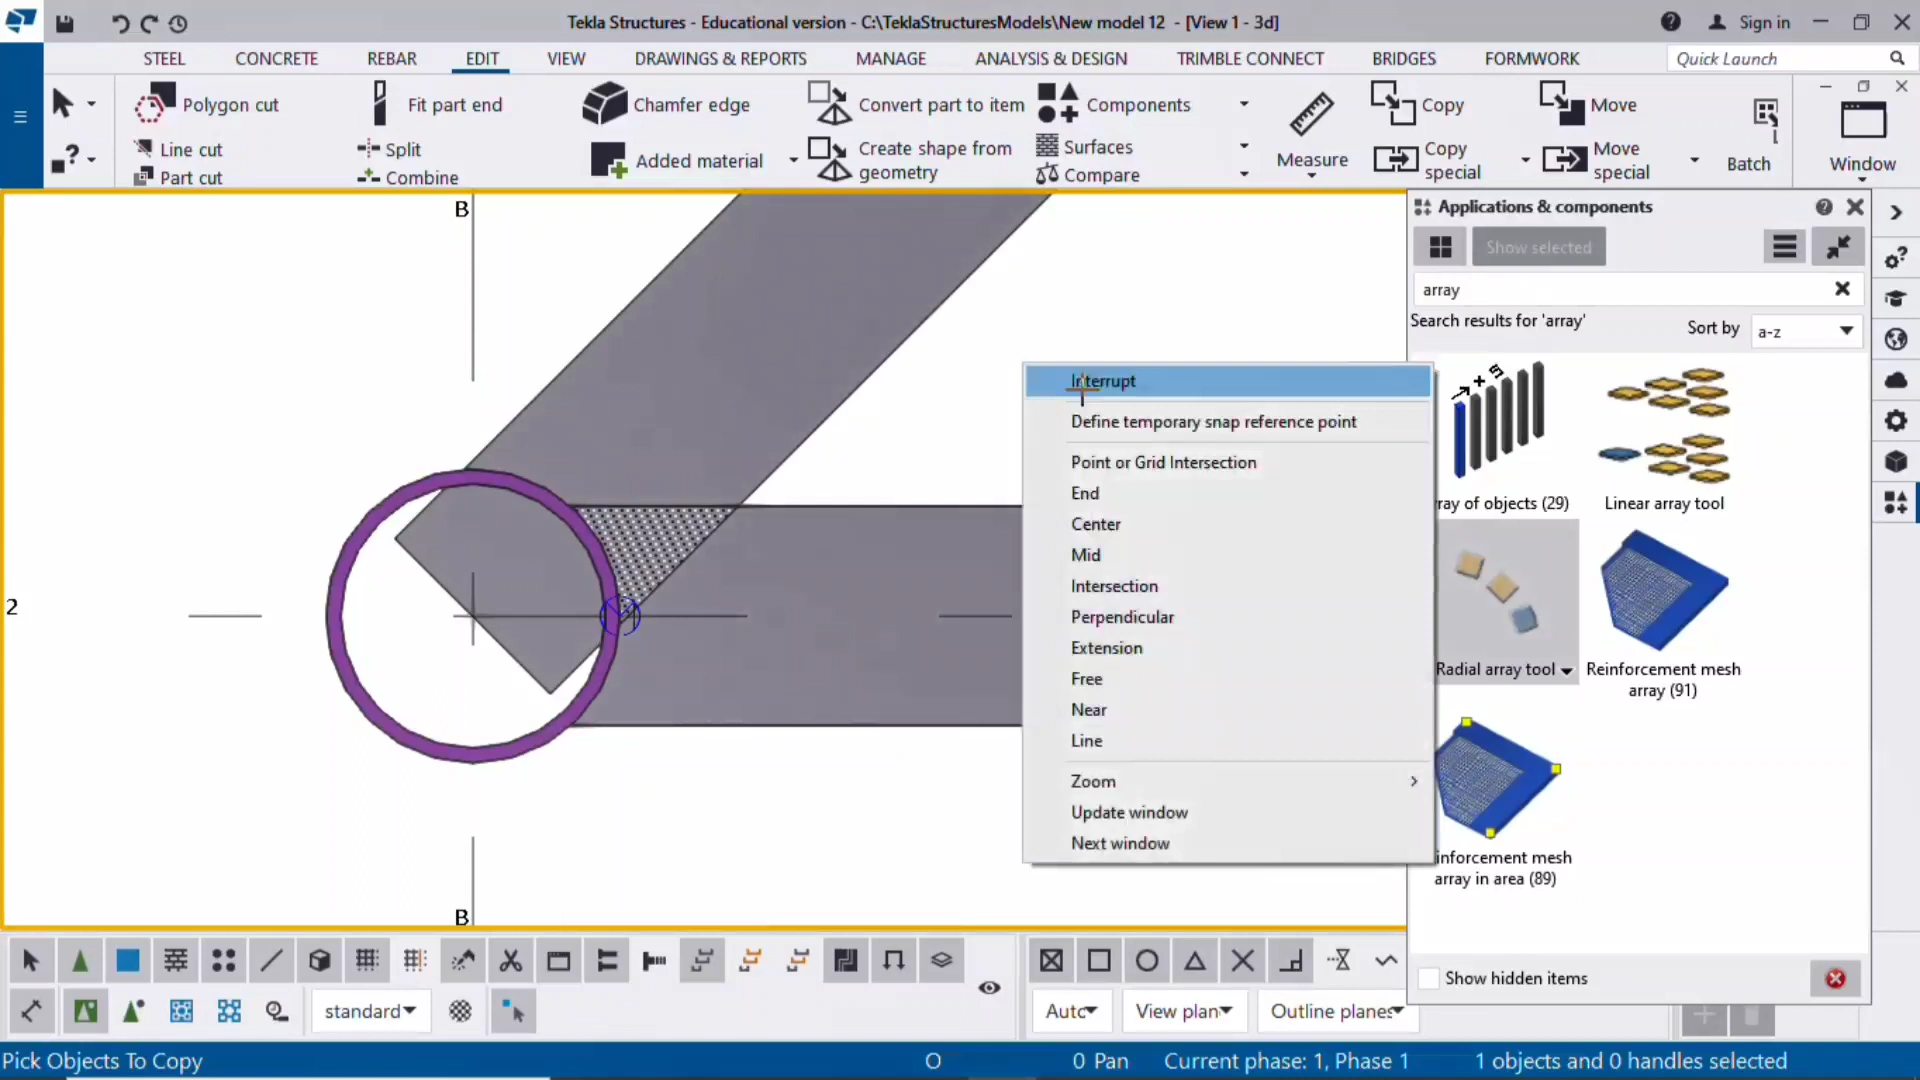 Tekla Structures - Educational version - C:\TeklaStructuresModels\New model 12 - [View 1 - 3d]
Sign in
STEEL CONCRETE REBAR EDIT VIEW DRAWINGS & REPORTS MANAGE ANALYSIS & DESIGN TRIMBLE CONNECT BRIDGES FORMWORK Quick Launch
Polygon cut
Line cut
Part cut
Fit part end
Split
Combine
Chamfer edge
Added material
Convert part to item
Create shape from
geometry
Components
Surfaces
Compare
Measure
Copy
Copy
special
Move
Move
special
Batch
Window
B
2
B
Interrupt
Define temporary snap reference point
Point or Grid Intersection
End
Center
Mid
Intersection
Perpendicular
Extension
Free
Near
Line
Zoom
Update window
Next window
Applications & components
Show selected
array
Search results for 'array'
Sort by a-z
ray of objects (29)
Linear array tool
Radial array tool
Reinforcement mesh
array (91)
inforcement mesh
array in area (89)
Show hidden items
standard
Auto
View plan
Outline planes
Pick Objects To Copy
O
0 Pan
Current phase: 1, Phase 1
1 objects and 0 handles selected